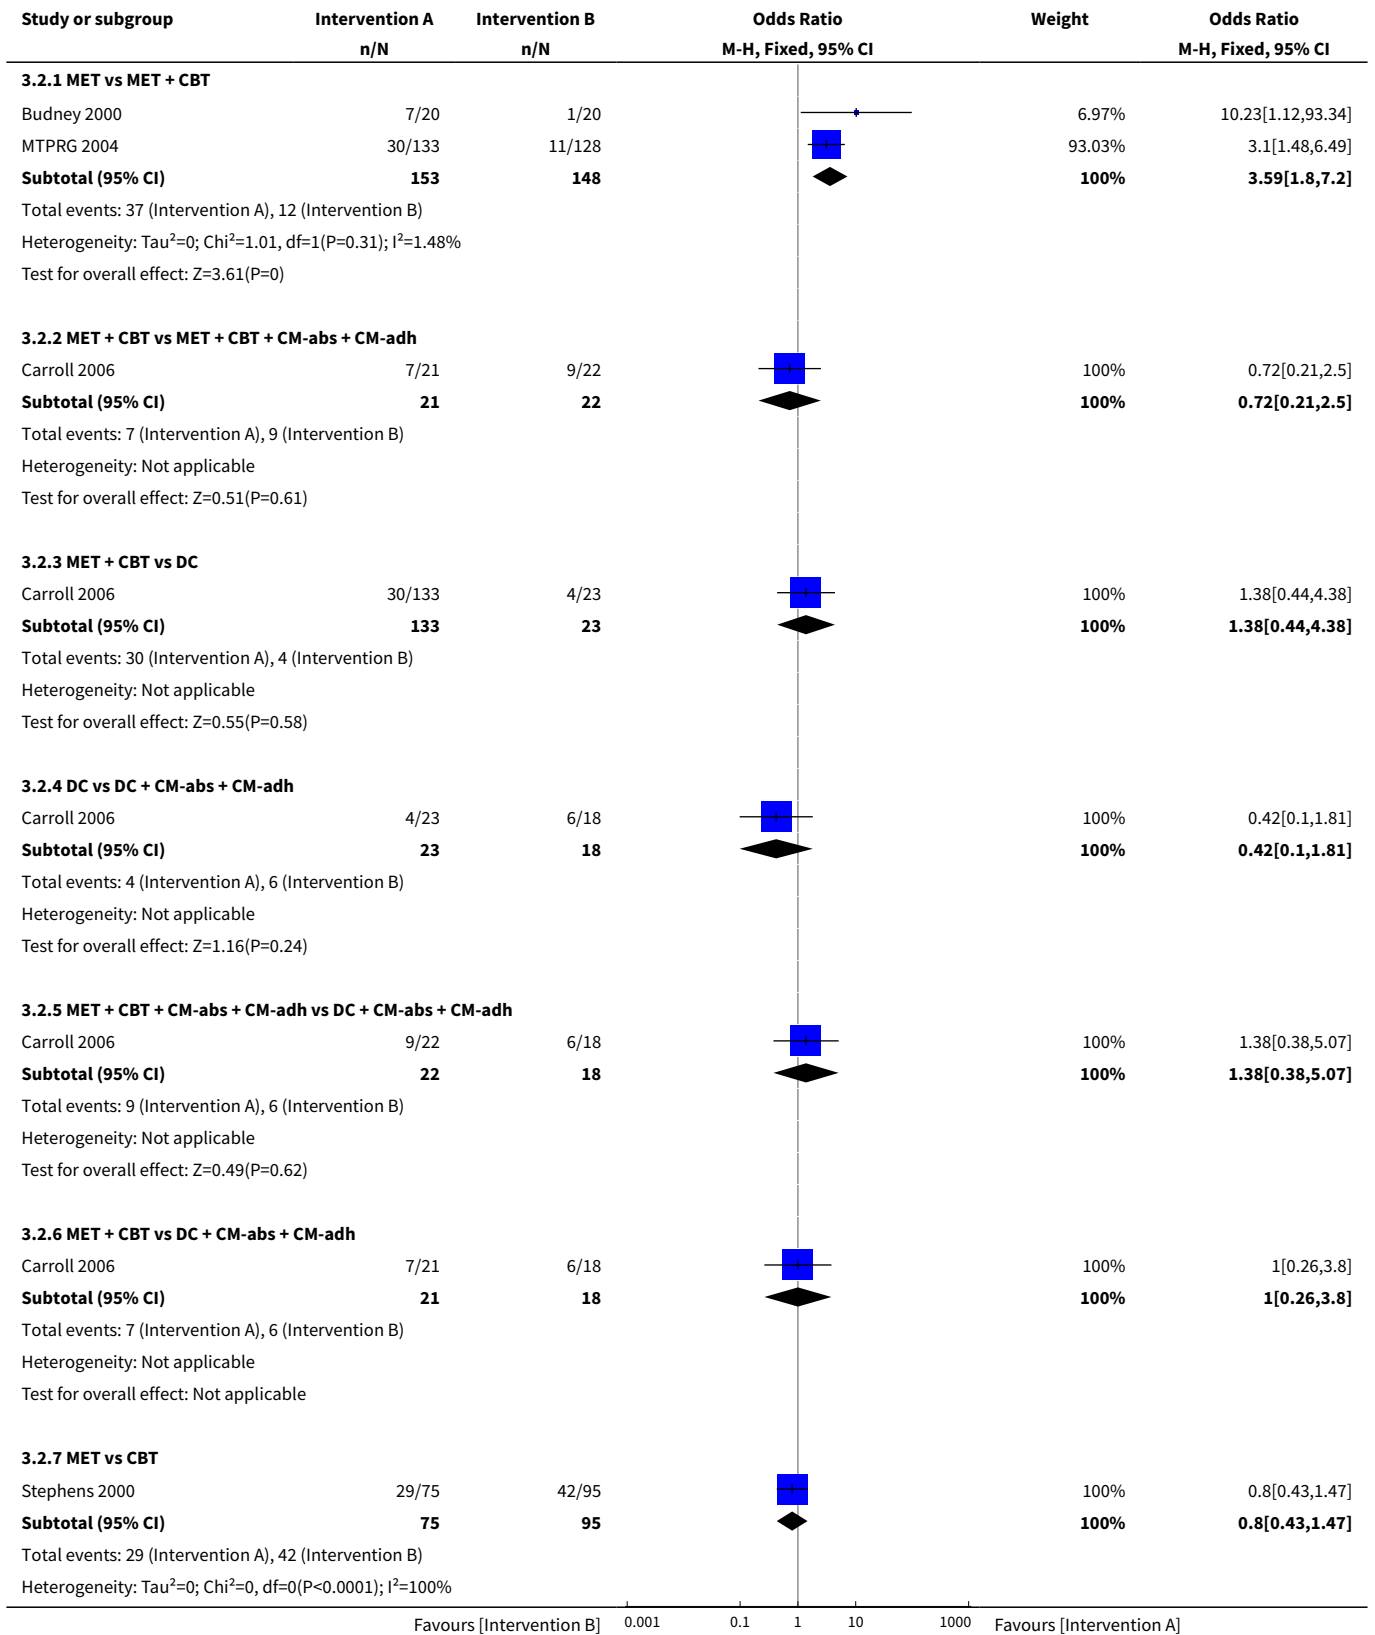 Study or subgroup Intervention A Intervention B Odds Ratio Weight Odds Ratio
n/N n/N M-H, Fixed, 95% CI M-H, Fixed, 95% CI
3.2.1 MET vs MET + CBT
Budney 2000 7/20 1/20 6.97% 10.23[1.12,93.34]
MTPRG 2004 30/133 11/128 93.03% 3.1[1.48,6.49]
Subtotal (95% CI) 153 148 100% 3.59[1.8,7.2]
Total events: 37 (Intervention A), 12 (Intervention B)
Heterogeneity: Tau²=0; Chi²=1.01, df=1(P=0.31); I²=1.48%
Test for overall effect: Z=3.61(P=0)
3.2.2 MET + CBT vs MET + CBT + CM-abs + CM-adh
Carroll 2006 7/21 9/22 100% 0.72[0.21,2.5]
Subtotal (95% CI) 21 22 100% 0.72[0.21,2.5]
Total events: 7 (Intervention A), 9 (Intervention B)
Heterogeneity: Not applicable
Test for overall effect: Z=0.51(P=0.61)
3.2.3 MET + CBT vs DC
Carroll 2006 30/133 4/23 100% 1.38[0.44,4.38]
Subtotal (95% CI) 133 23 100% 1.38[0.44,4.38]
Total events: 30 (Intervention A), 4 (Intervention B)
Heterogeneity: Not applicable
Test for overall effect: Z=0.55(P=0.58)
3.2.4 DC vs DC + CM-abs + CM-adh
Carroll 2006 4/23 6/18 100% 0.42[0.1,1.81]
Subtotal (95% CI) 23 18 100% 0.42[0.1,1.81]
Total events: 4 (Intervention A), 6 (Intervention B)
Heterogeneity: Not applicable
Test for overall effect: Z=1.16(P=0.24)
3.2.5 MET + CBT + CM-abs + CM-adh vs DC + CM-abs + CM-adh
Carroll 2006 9/22 6/18 100% 1.38[0.38,5.07]
Subtotal (95% CI) 22 18 100% 1.38[0.38,5.07]
Total events: 9 (Intervention A), 6 (Intervention B)
Heterogeneity: Not applicable
Test for overall effect: Z=0.49(P=0.62)
3.2.6 MET + CBT vs DC + CM-abs + CM-adh
Carroll 2006 7/21 6/18 100% 1[0.26,3.8]
Subtotal (95% CI) 21 18 100% 1[0.26,3.8]
Total events: 7 (Intervention A), 6 (Intervention B)
Heterogeneity: Not applicable
Test for overall effect: Not applicable
3.2.7 MET vs CBT
Stephens 2000 29/75 42/95 100% 0.8[0.43,1.47]
Subtotal (95% CI) 75 95 100% 0.8[0.43,1.47]
Total events: 29 (Intervention A), 42 (Intervention B)
Heterogeneity: Tau²=0; Chi²=0, df=0(P<0.0001); I²=100%
Favours [Intervention B] 0.001 0.1 1 10 1000 Favours [Intervention A]